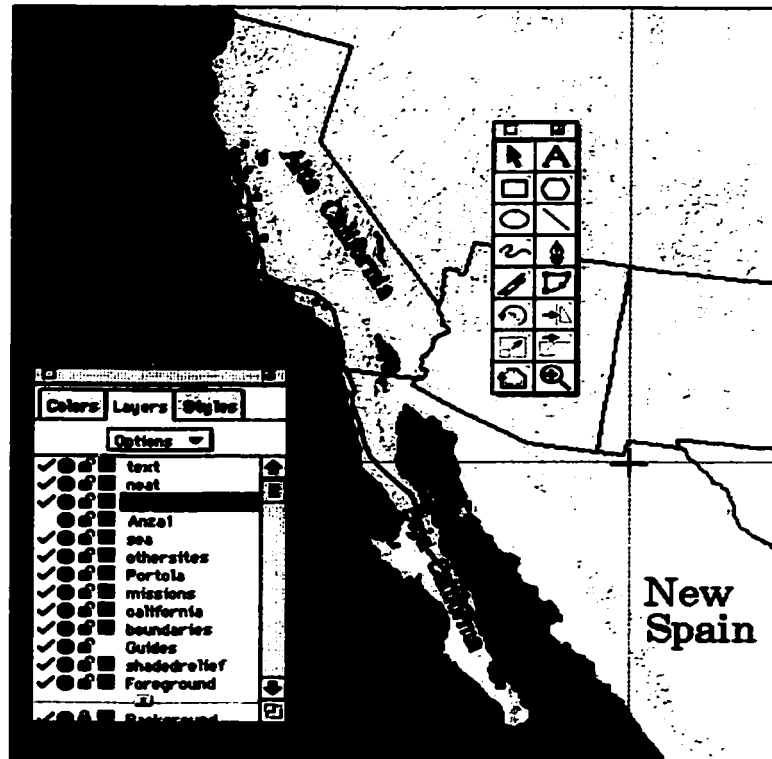 Alta California
A
Colors Layers Styles
Options
text
neat
Anza1
sea
othersites
Portola
missions
california
boundaries
Guides
shadedrelief
Foreground
Background
California
New
Spain